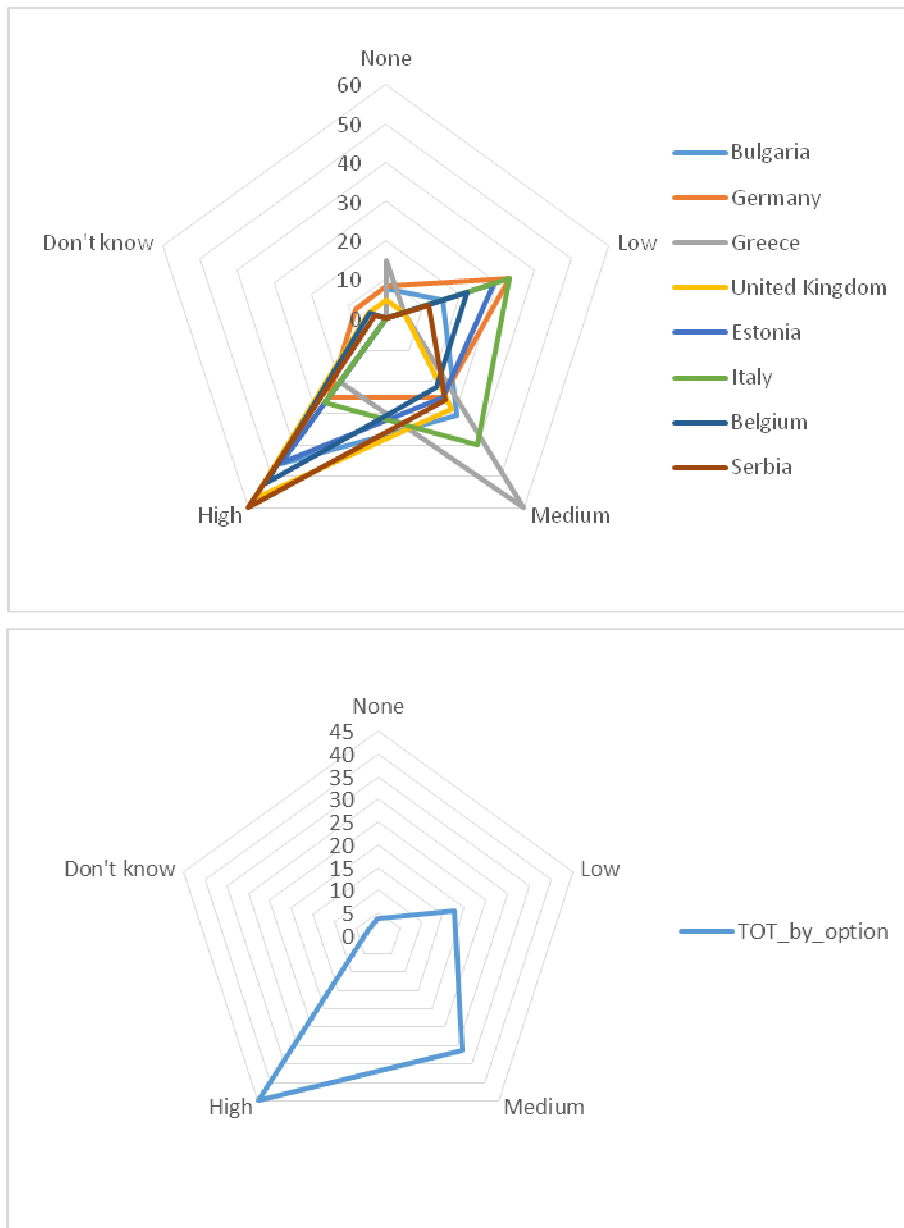 None
60
50
40
30
20
10
0
Don't know
Low
High
Medium
Bulgaria
Germany
Greece
United Kingdom
Estonia
Italy
Belgium
Serbia
None
45
40
35
30
25
20
15
10
5
0
Don't know
Low
High
Medium
TOT_by_option